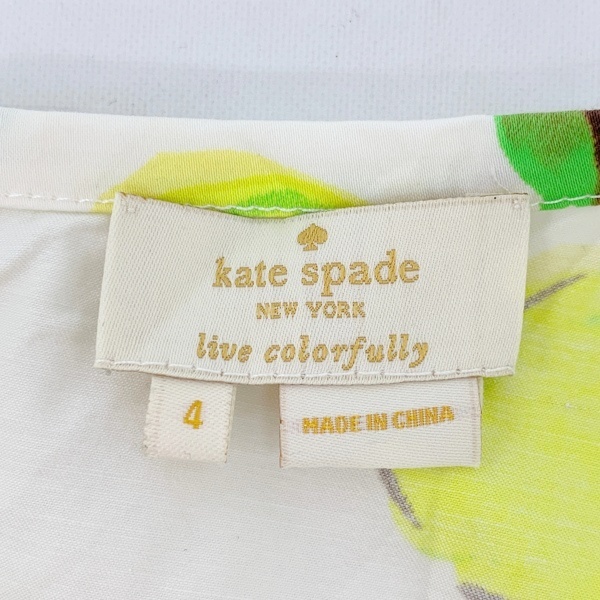 kate spade
NEW YORK
live colorfully
4
MADE IN CHINA